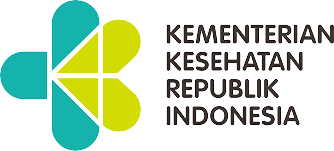 KEMENTERIAN
KESEHATAN
REPUBLIK
INDONESIA